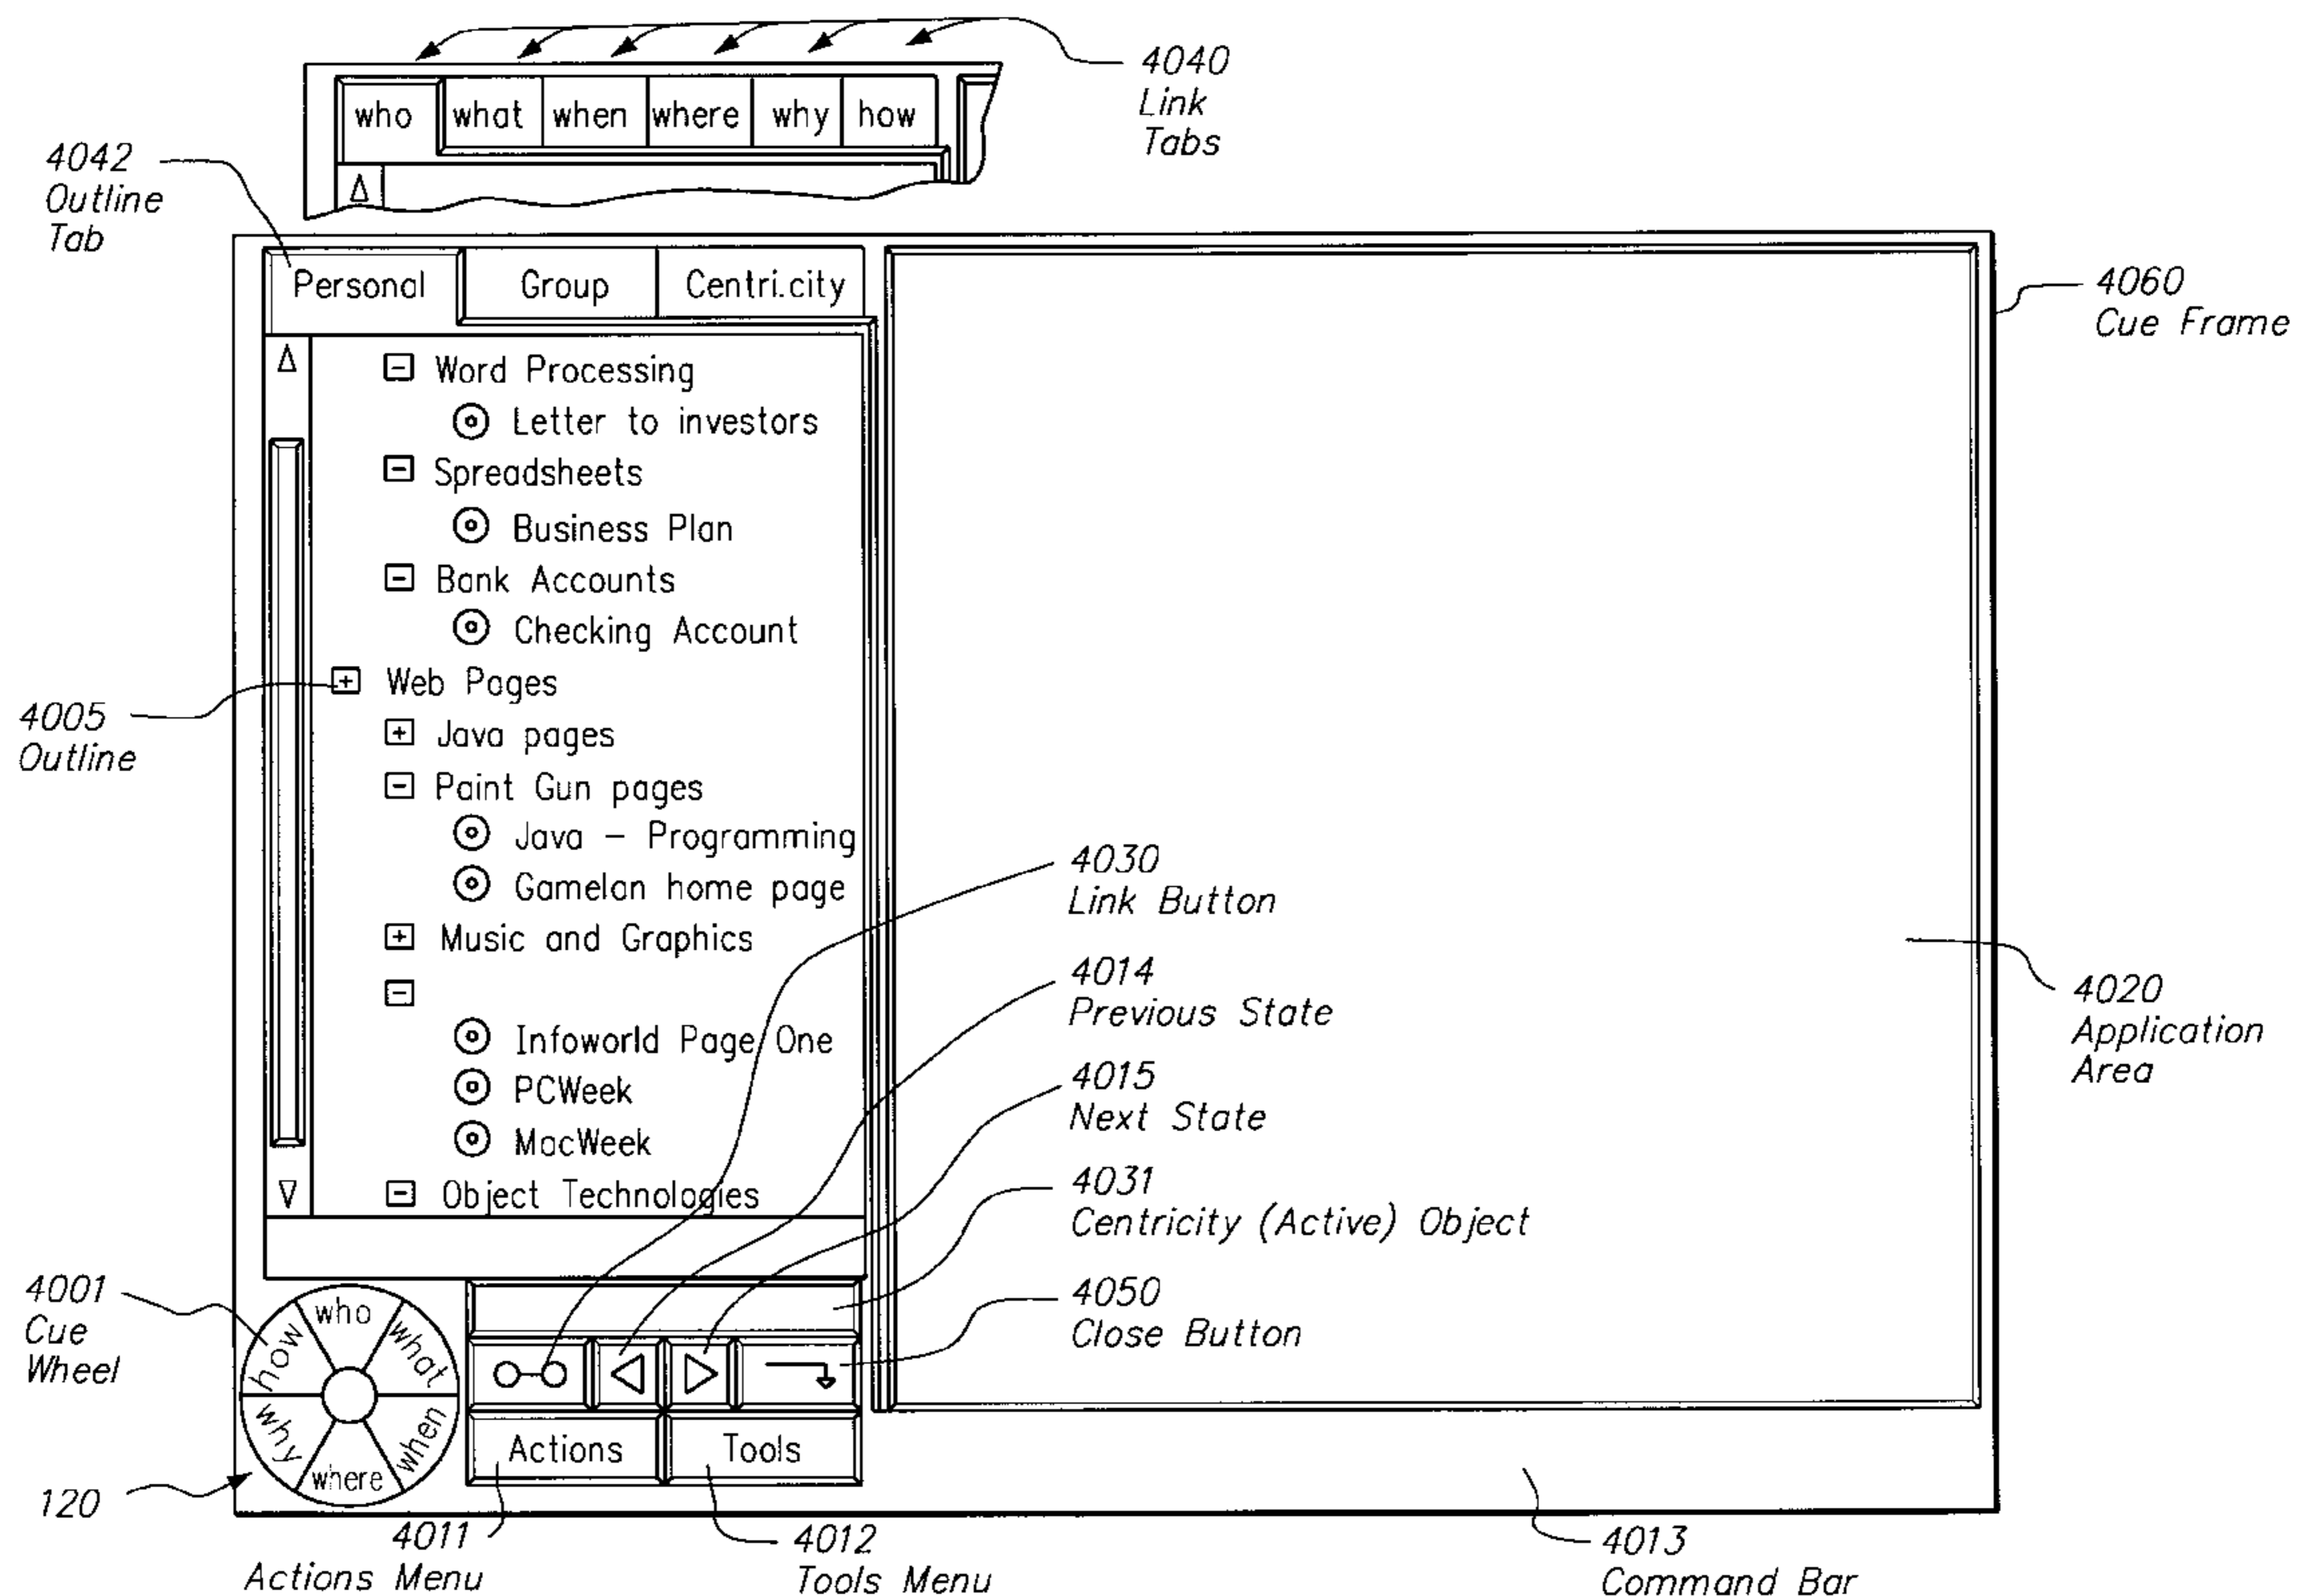 4040
Link
Tabs
who what when where why how
4042
Outline
Tab
Personal Group Centri.city
4060
Cue Frame
Word Processing
Letter to investors
Spreadsheets
Business Plan
Bank Accounts
Checking Account
Web Pages
4005
Outline
Java pages
Paint Gun pages
Java – Programming
Gamelan home page
Music and Graphics
Infoworld Page One
PCWeek
MacWeek
Object Technologies
4030
Link Button
4014
Previous State
4015
Next State
4031
Centricity (Active) Object
4050
Close Button
4020
Application
Area
4001
Cue
Wheel
who
what
when
where
why
how
120
Actions Tools
4011
Actions Menu
4012
Tools Menu
4013
Command Bar